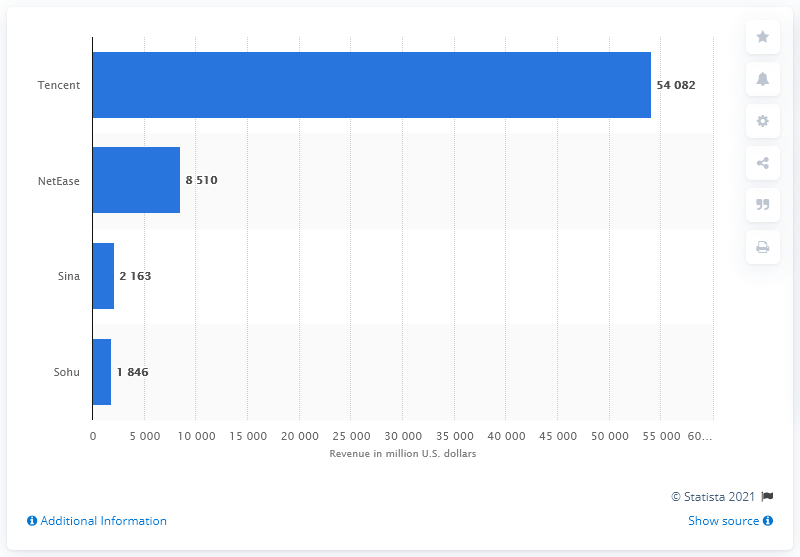 Tencent
54 082
NetEase
8 510
Sina
2 163
Sohu
1 846
0 5 000 10 000 15 000 20 000 25 000 30 000 35 000 40 000 45 000 50 000 55 000 60...
Revenue in million U.S. dollars
© Statista 2021
Additional Information
Show source